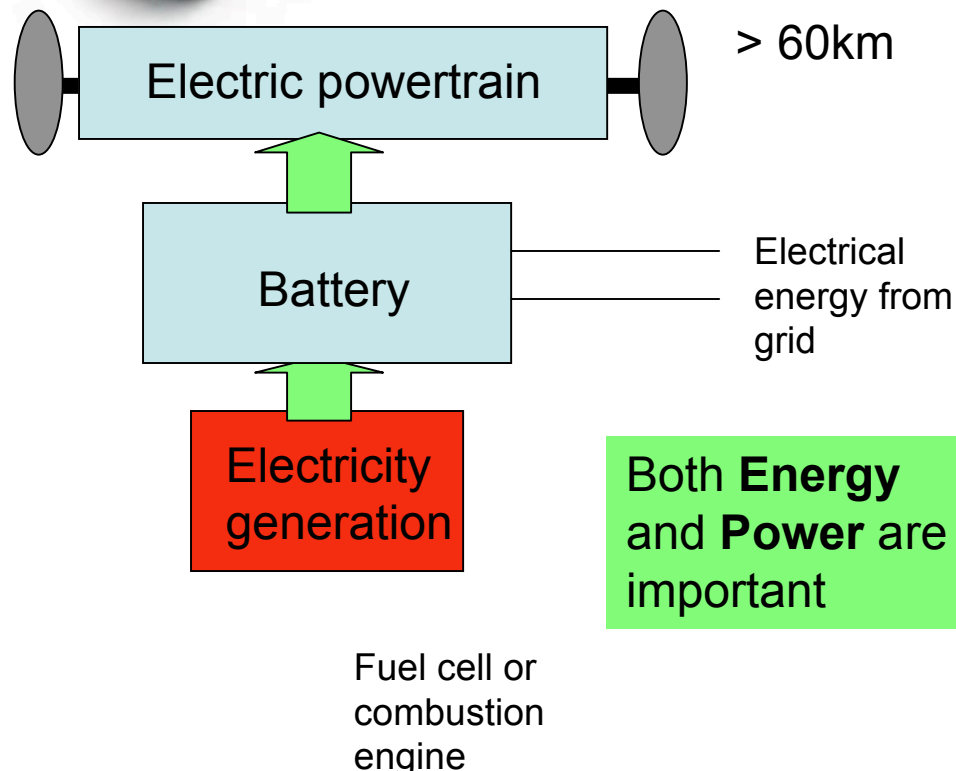 > 60km
Electric powertrain
Battery
Electrical
energy from
grid
Electricity
generation
Both Energy
and Power are
important
Fuel cell or
combustion
engine